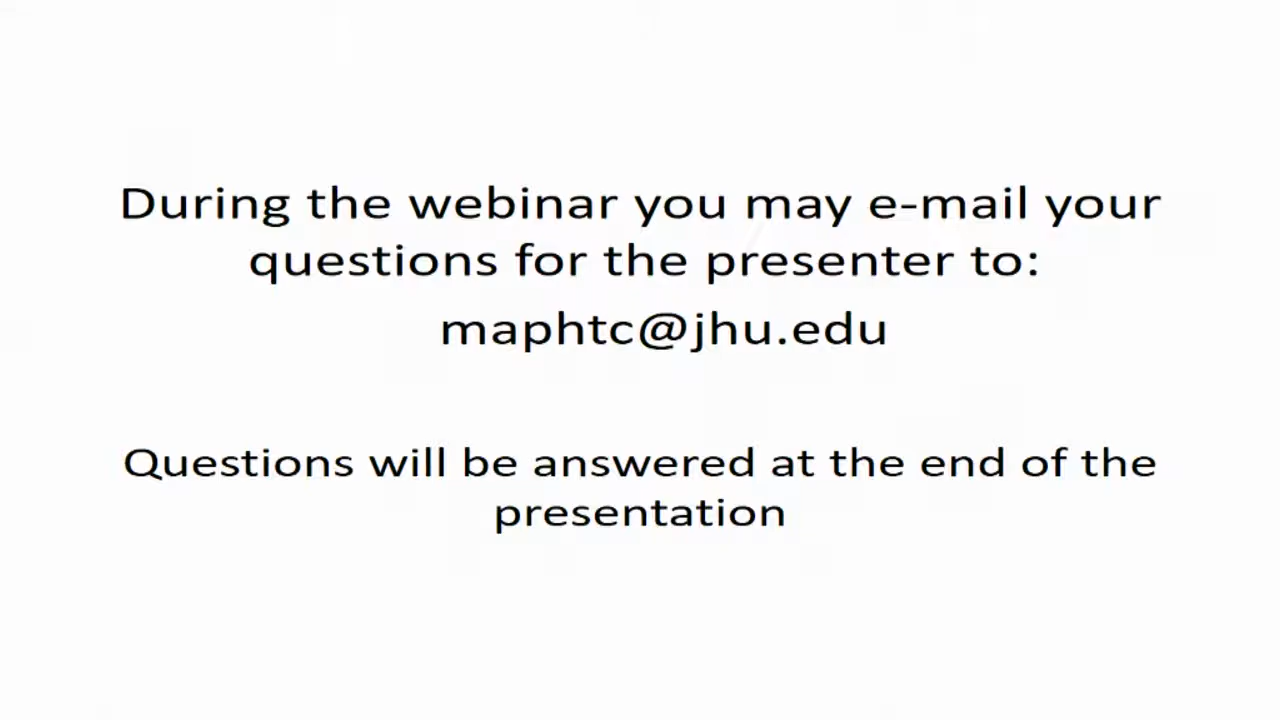 During the webinar you may e-mail your
questions for the presenter to:
maphtc@jhu.edu
Questions will be answered at the end of the
presentation